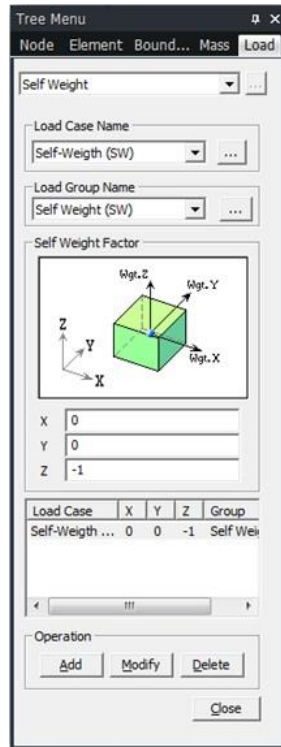 Tree Menu
Node Element Bound... Mass Load
Self Weight ...
Load Case Name
Self-Weigth (SW) ...
Load Group Name
Self Weight (SW) ...
Self Weight Factor
Wgt.Z
Wgt.Y
Z
Y
Wgt.X
X
X 0
Y 0
Z -1
Load Case X Y Z Group
Self-Weigth ... 0 0 -1 Self Wei
Operation
Add Modify Delete
Close